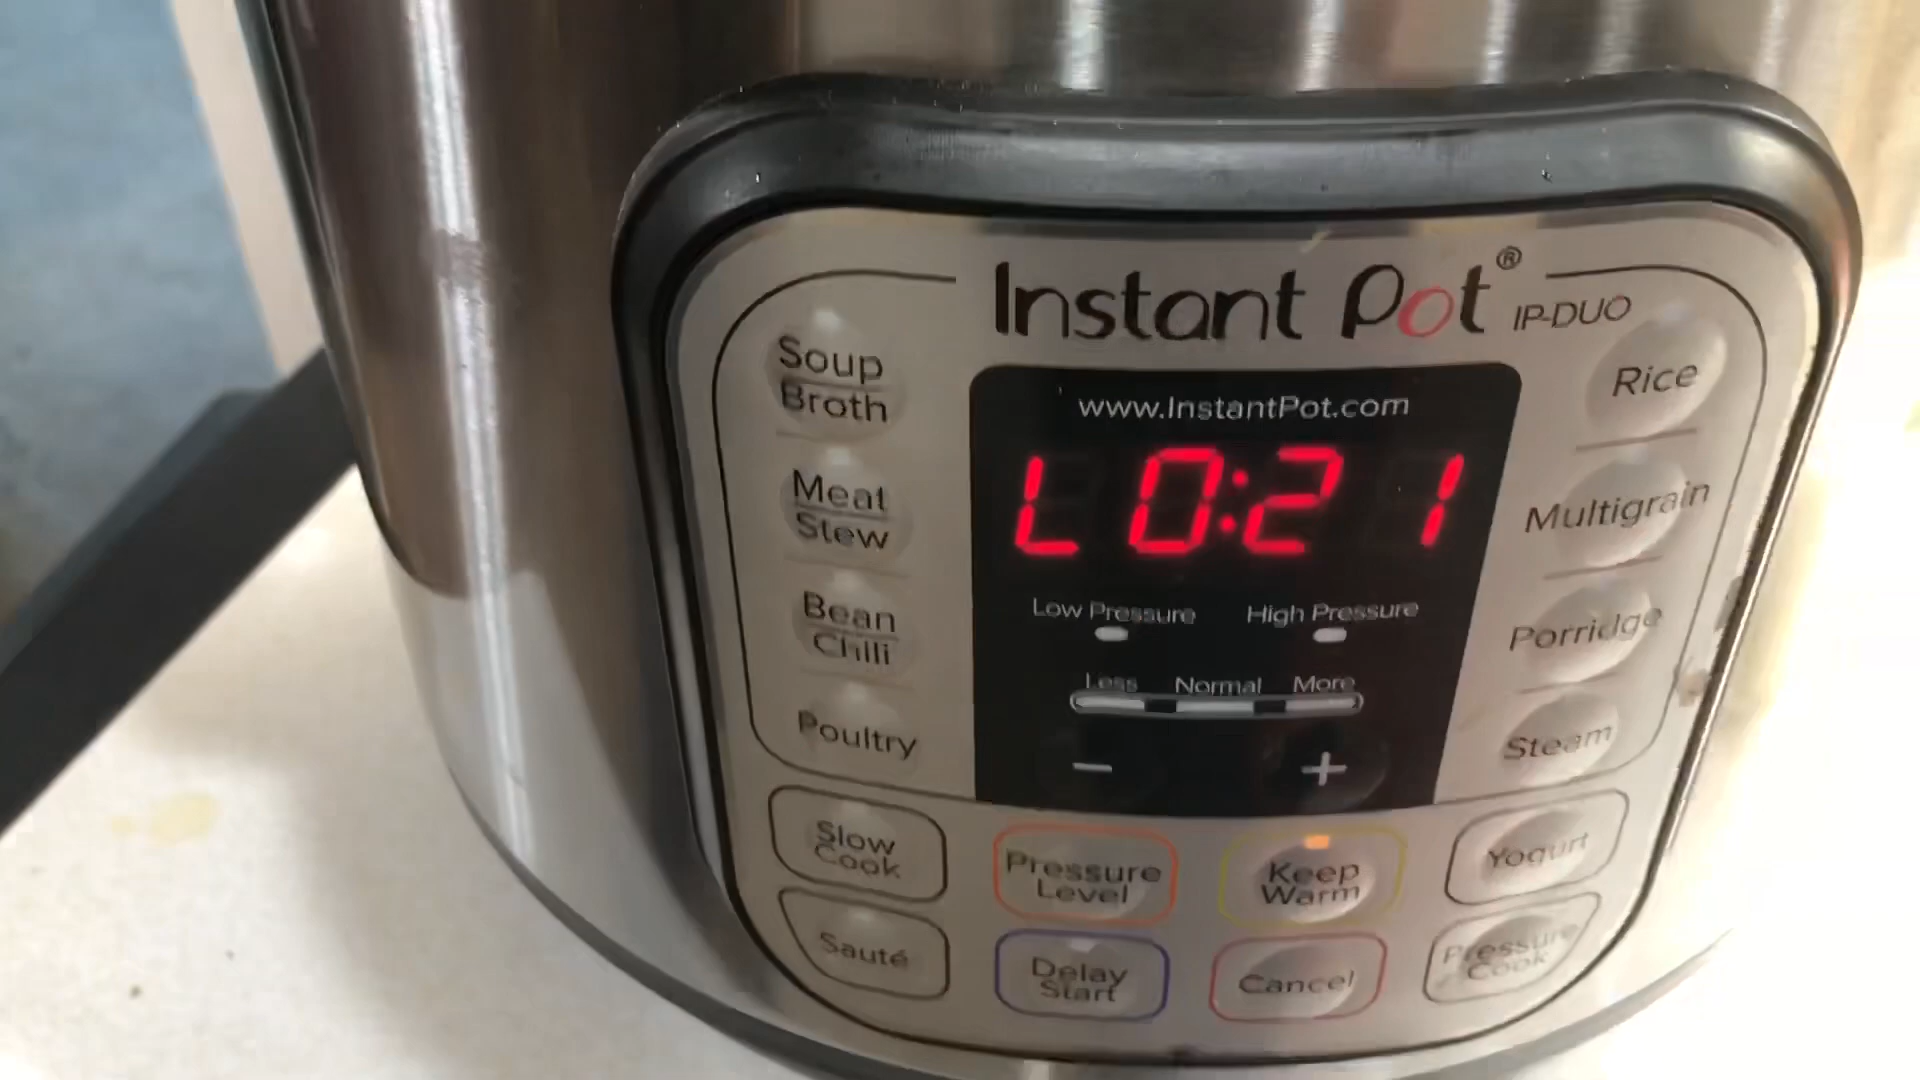 Instant Pot® IP-DUO
Soup
Broth
Meat
Stew
Bean
Chilli
Poultry
www.InstantPot.com
L0:21
Low Pressure High Pressure
Less Normal More
− +
Rice
Multigrain
Porridge
Steam
Slow
Cook
Sauté
Pressure
Level
Keep
Warm
Delay
Start
Cancel
Yogurt
Pressure
Cook